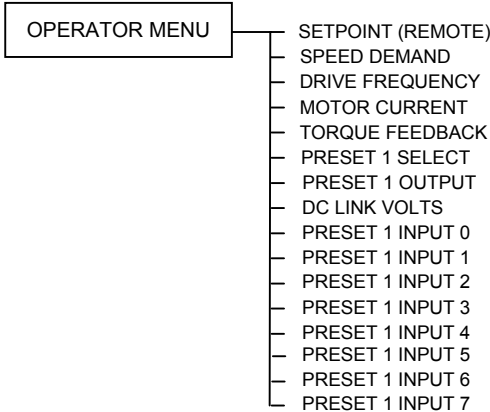 OPERATOR MENU
SETPOINT (REMOTE)
SPEED DEMAND
DRIVE FREQUENCY
MOTOR CURRENT
TORQUE FEEDBACK
PRESET 1 SELECT
PRESET 1 OUTPUT
DC LINK VOLTS
PRESET 1 INPUT 0
PRESET 1 INPUT 1
PRESET 1 INPUT 2
PRESET 1 INPUT 3
PRESET 1 INPUT 4
PRESET 1 INPUT 5
PRESET 1 INPUT 6
PRESET 1 INPUT 7